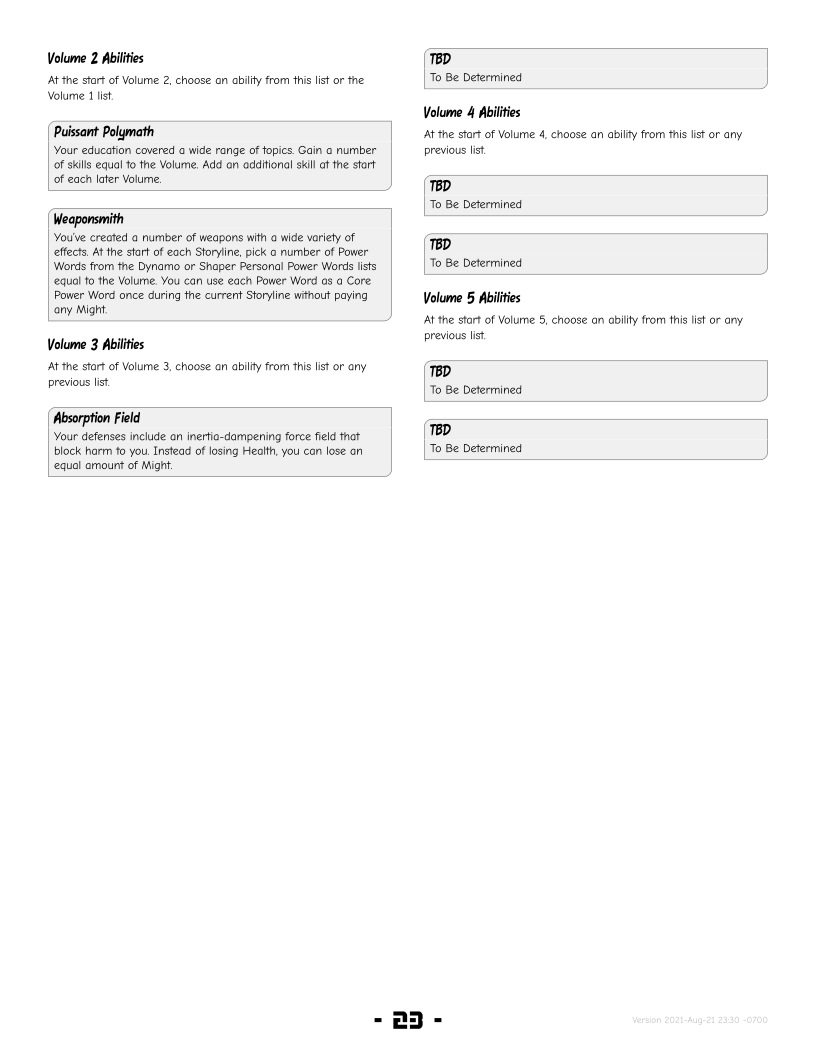 Volume 2 Abilities
At the start of Volume 2, choose an ability from this list or the
Volume 1 list.
Puissant Polymath
Your education covered a wide range of topics. Gain a number
of skills equal to the Volume. Add an additional skill at the start
of each later Volume.
Weaponsmith
You've created a number of weapons with a wide variety of
effects. At the start of each Storyline, pick a number of Power
Words from the Dynamo or Shaper Personal Power Words lists
equal to the Volume. You can use each Power Word as a Core
Power Word once during the current Storyline without paying
any Might.
Volume 3 Abilities
At the start of Volume 3, choose an ability from this list or any
previous list.
Absorption Field
Your defenses include an inertia-dampening force field that
block harm to you. Instead of losing Health, you can lose an
equal amount of Might.
TBD
To Be Determined
Volume 4 Abilities
At the start of Volume 4, choose an ability from this list or any
previous list.
TBD
To Be Determined
TBD
To Be Determined
Volume 5 Abilities
At the start of Volume 5, choose an ability from this list or any
previous list.
TBD
To Be Determined
TBD
To Be Determined
- 23 -
Version 2021-Aug-21 23:30 -0700